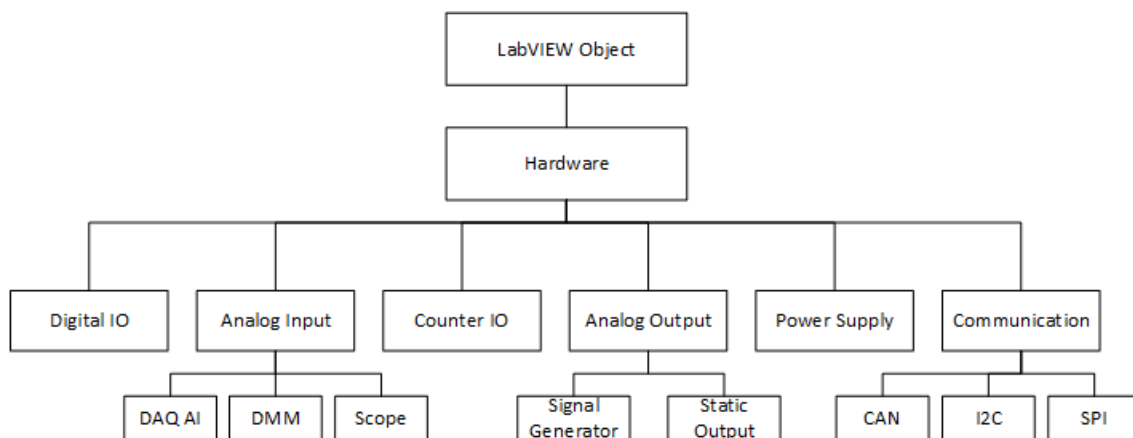 LabVIEW Object
Hardware
Digital IO
Analog Input
Counter IO
Analog Output
Power Supply
Communication
DAQ AI
DMM
Scope
Signal
Generator
Static
Output
CAN
I2C
SPI